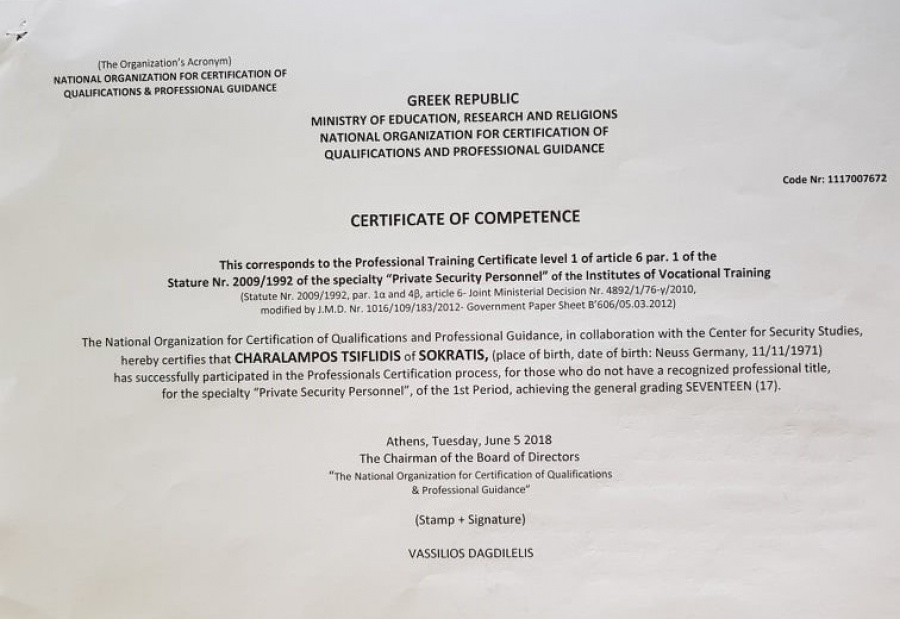 (The Organization's Acronym)
NATIONAL ORGANIZATION FOR CERTIFICATION OF
QUALIFICATIONS & PROFESSIONAL GUIDANCE
GREEK REPUBLIC
MINISTRY OF EDUCATION, RESEARCH AND RELIGIONS
NATIONAL ORGANIZATION FOR CERTIFICATION OF
QUALIFICATIONS AND PROFESSIONAL GUIDANCE
Code Nr: 1117007672
CERTIFICATE OF COMPETENCE
This corresponds to the Professional Training Certificate level 1 of article 6 par. 1 of the
Stature Nr. 2009/1992 of the specialty "Private Security Personnel" of the Institutes of Vocational Training
(Statute Nr. 2009/1992, par. 1α and 4β, article 6- Joint Ministerial Decision Nr. 4892/1/76-γ/2010,
modified by J.M.D. Nr. 1016/109/183/2012- Government Paper Sheet B΄606/05.03.2012)
The National Organization for Certification of Qualifications and Professional Guidance, in collaboration with the Center for Security Studies,
hereby certifies that CHARALAMPOS TSIFLIDIS of SOKRATIS, (place of birth, date of birth: Neuss Germany, 11/11/1971)
has successfully participated in the Professionals Certification process, for those who do not have a recognized professional title,
for the specialty "Private Security Personnel", of the 1st Period, achieving the general grading SEVENTEEN (17).
Athens, Tuesday, June 5 2018
The Chairman of the Board of Directors
"The National Organization for Certification of Qualifications
& Professional Guidance"
(Stamp + Signature)
VASSILIOS DAGDILELIS